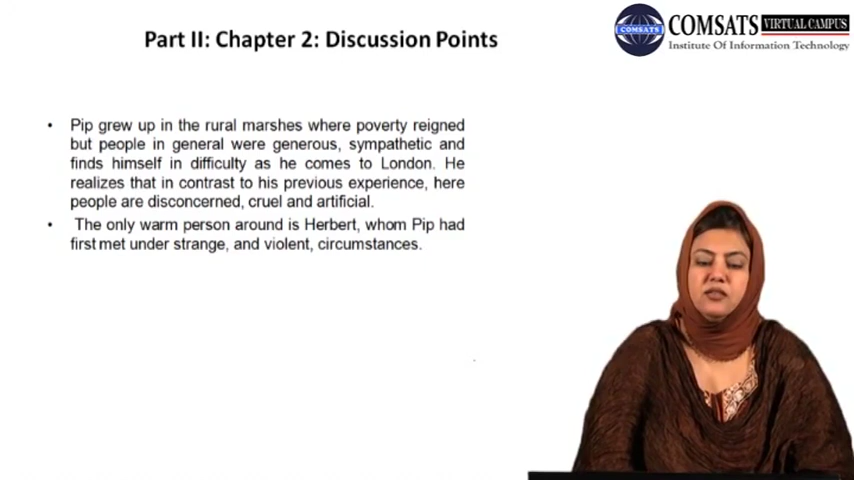 Part II: Chapter 2: Discussion Points
COMSATS
COMSATS VIRTUAL CAMPUS
Institute Of Information Technology
• Pip grew up in the rural marshes where poverty reigned
but people in general were generous, sympathetic and
finds himself in difficulty as he comes to London. He
realizes that in contrast to his previous experience, here
people are disconcerned, cruel and artificial.
• The only warm person around is Herbert, whom Pip had
first met under strange, and violent, circumstances.